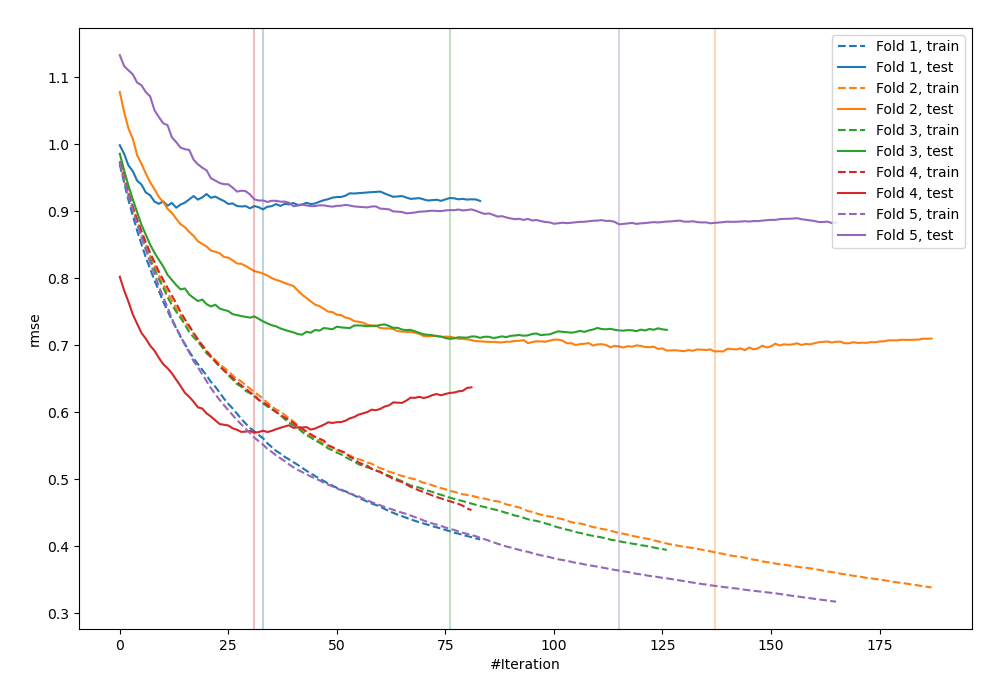 Fold 1, train
Fold 1, test
Fold 2, train
Fold 2, test
Fold 3, train
Fold 3, test
Fold 4, train
Fold 4, test
Fold 5, train
Fold 5, test
1.1
1.0
0.9
0.8
0.7
0.6
0.5
0.4
0.3
rmse
0
25
50
75
100
125
150
175
#Iteration